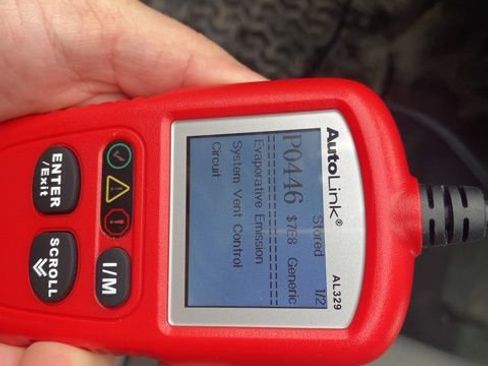 AutoLink®
AL329
Stored 1/2
P0446 $7E8 Generic
================
Evaporative Emission
System Vent Control
Circuit
ENTER
/Exit
SCROLL
I/M